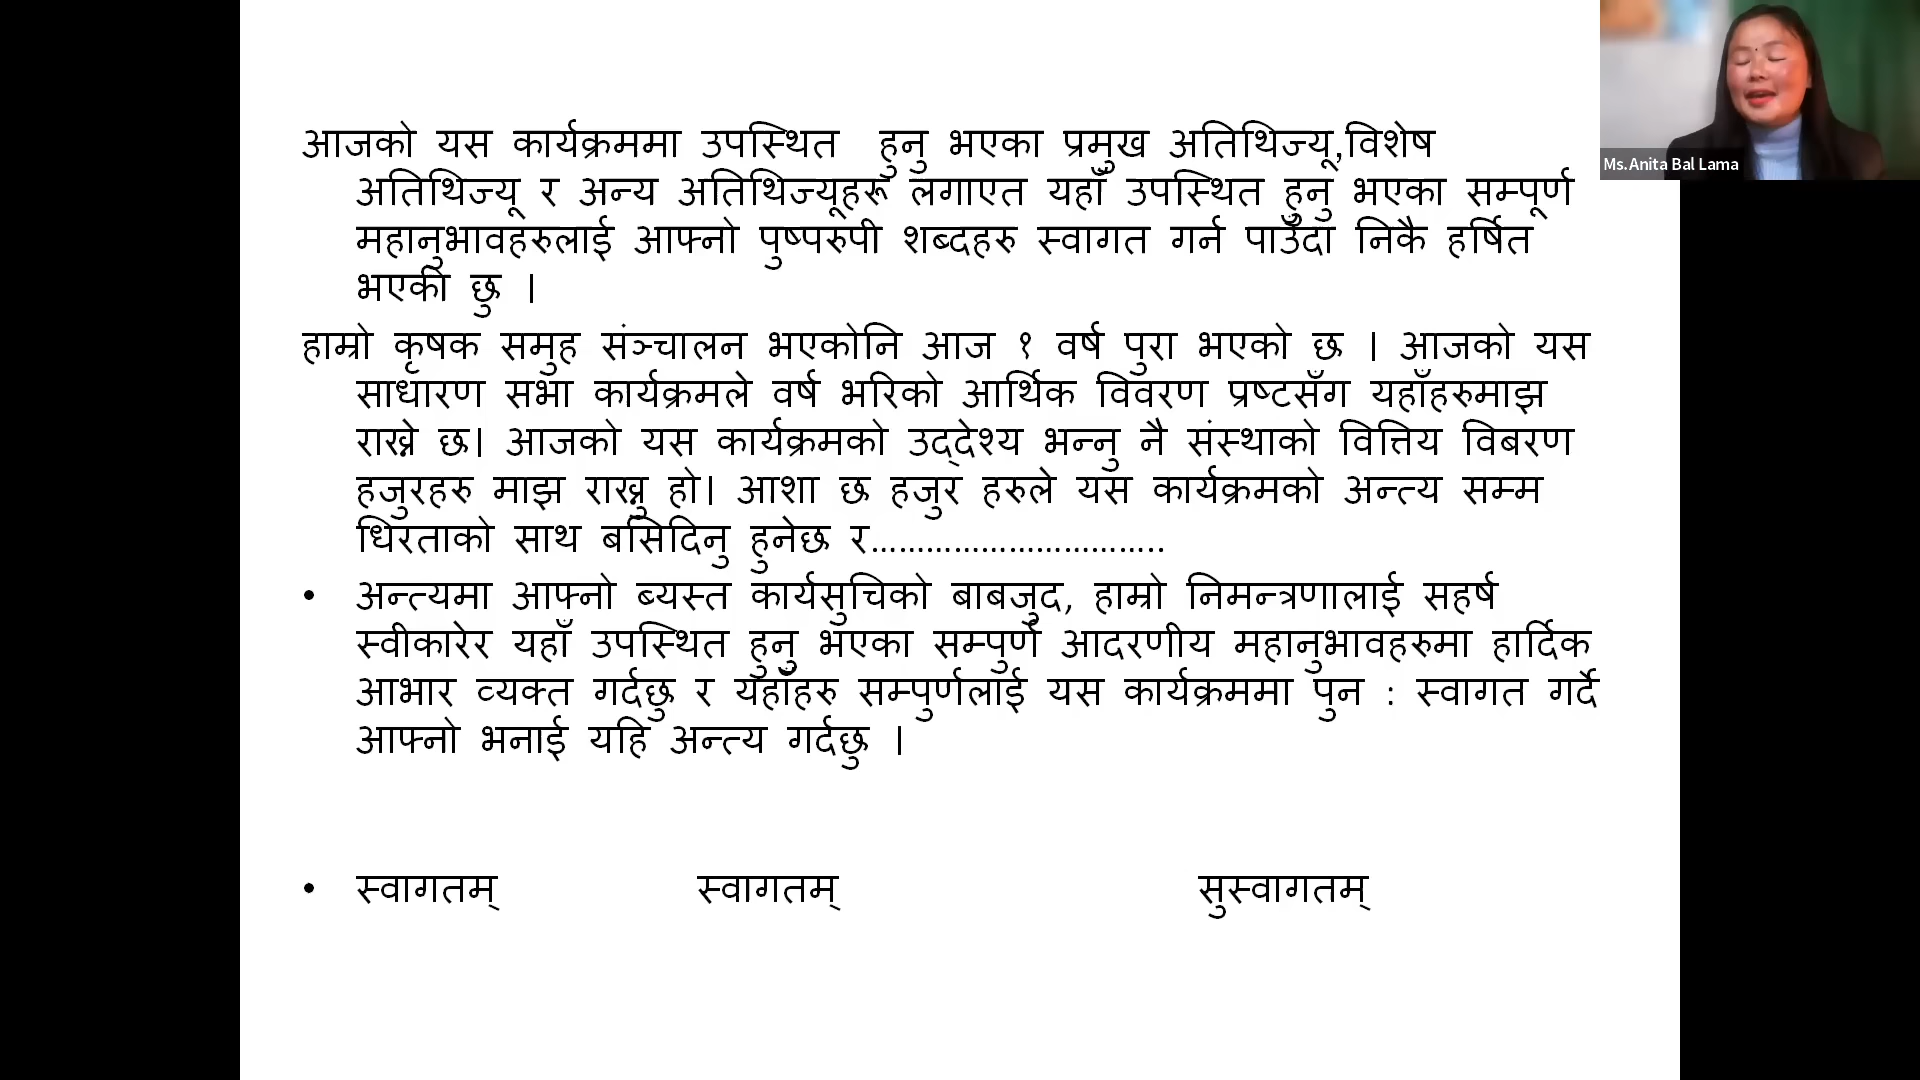 आजको यस कार्यक्रममा उपस्थित हुनु भएका प्रमुख अतिथिज्यू,विशेष
अतिथिज्यू र अन्य अतिथिज्यूहरू लगाएत यहाँ उपस्थित हुनु भएका सम्पूर्ण
महानुभावहरुलाई आफ्नो पुष्परुपी शब्दहरु स्वागत गर्न पाउँदा निकै हर्षित
भएकी छु ।
हाम्रो कृषक समुह संञ्चालन भएकोनि आज १ वर्ष पुरा भएको छ । आजको यस
साधारण सभा कार्यक्रमले वर्ष भरिको आर्थिक विवरण प्रष्टसँग यहाँहरुमाझ
राख्ने छ। आजको यस कार्यक्रमको उद्देश्य भन्नु नै संस्थाको वित्तिय विबरण
हजुरहरु माझ राख्नु हो। आशा छ हजुर हरुले यस कार्यक्रमको अन्त्य सम्म
धिरताको साथ बसिदिनु हुनेछ र…………………………..
• अन्त्यमा आफ्नो ब्यस्त कार्यसुचिको बाबजुद, हाम्रो निमन्त्रणालाई सहर्ष
स्वीकारेर यहाँ उपस्थित हुनु भएका सम्पुर्ण आदरणीय महानुभावहरुमा हार्दिक
आभार व्यक्त गर्दछु र यहाँहरु सम्पुर्णलाई यस कार्यक्रममा पुन : स्वागत गर्दै
आफ्नो भनाई यहि अन्त्य गर्दछु ।
• स्वागतम् स्वागतम् सुस्वागतम्
Ms.Anita Bal Lama